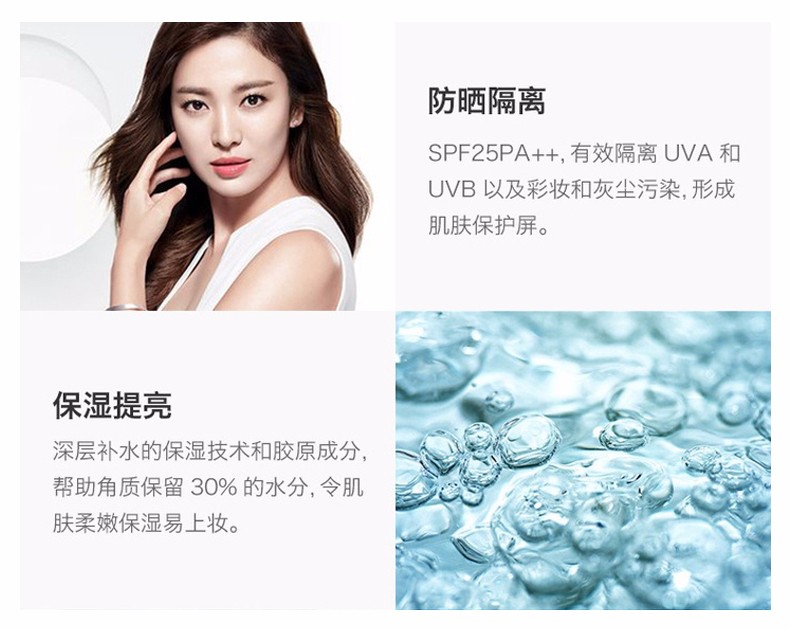 防晒隔离
SPF25PA++, 有效隔离 UVA 和
UVB 以及彩妆和灰尘污染, 形成
肌肤保护屏。
保湿提亮
深层补水的保湿技术和胶原成分,
帮助角质保留 30% 的水分, 令肌
肤柔嫩保湿易上妆。